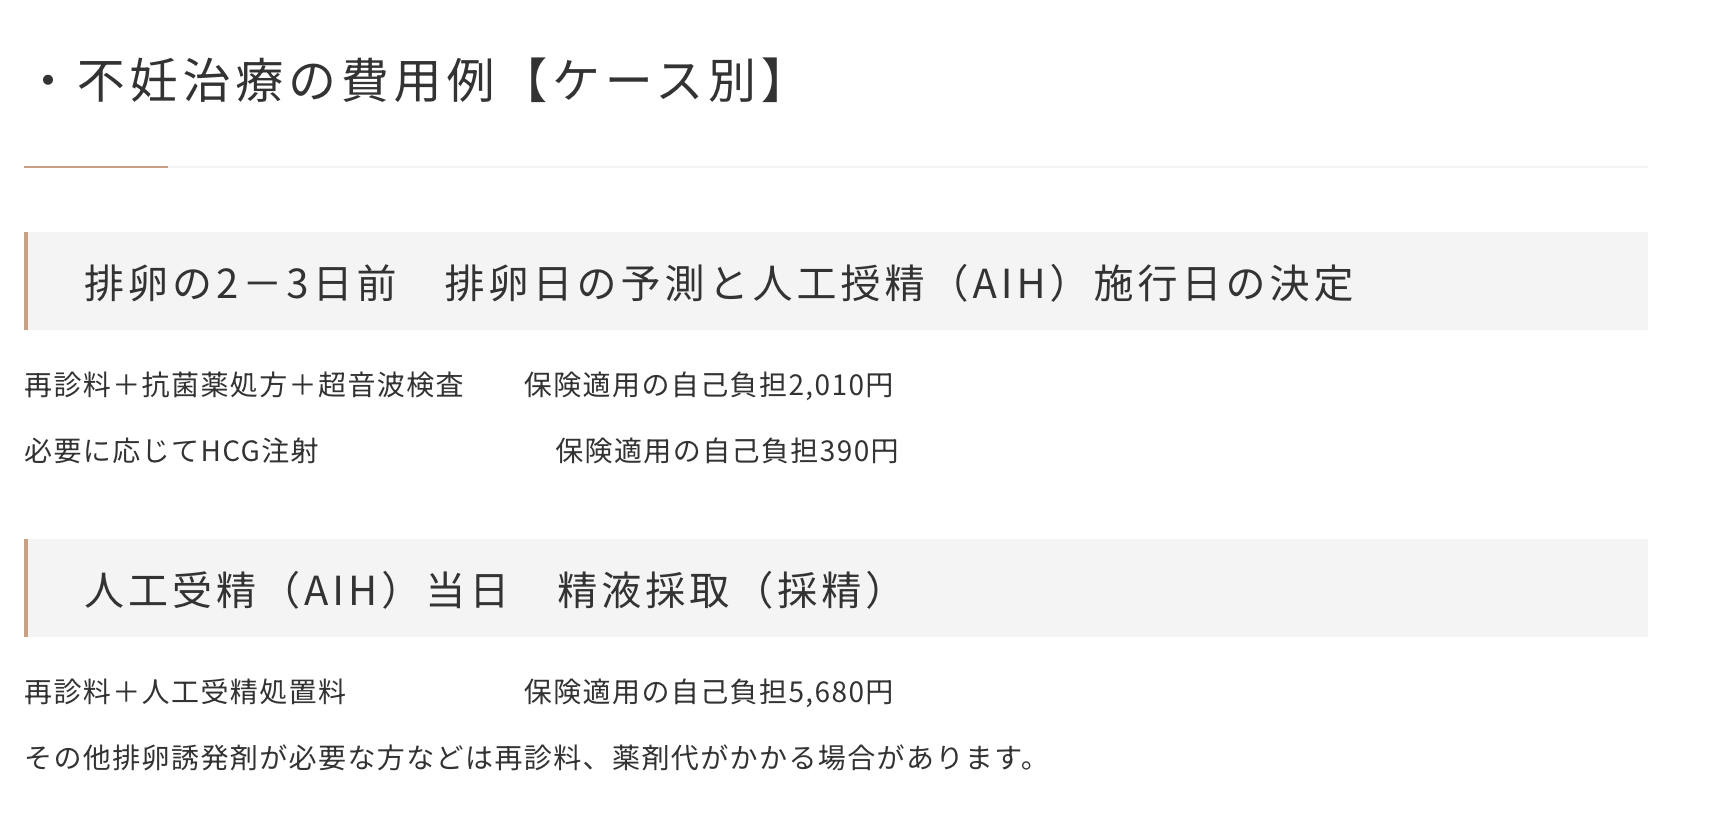 ・不妊治療の費用例【ケース別】
排卵の2－3日前　排卵日の予測と人工授精（AIH）施行日の決定
再診料＋抗菌薬処方＋超音波検査　　保険適用の自己負担2,010円
必要に応じてHCG注射　　　　　　　　保険適用の自己負担390円
人工受精（AIH）当日　精液採取（採精）
再診料＋人工受精処置料　　　　　　保険適用の自己負担5,680円
その他排卵誘発剤が必要な方などは再診料、薬剤代がかかる場合があります。